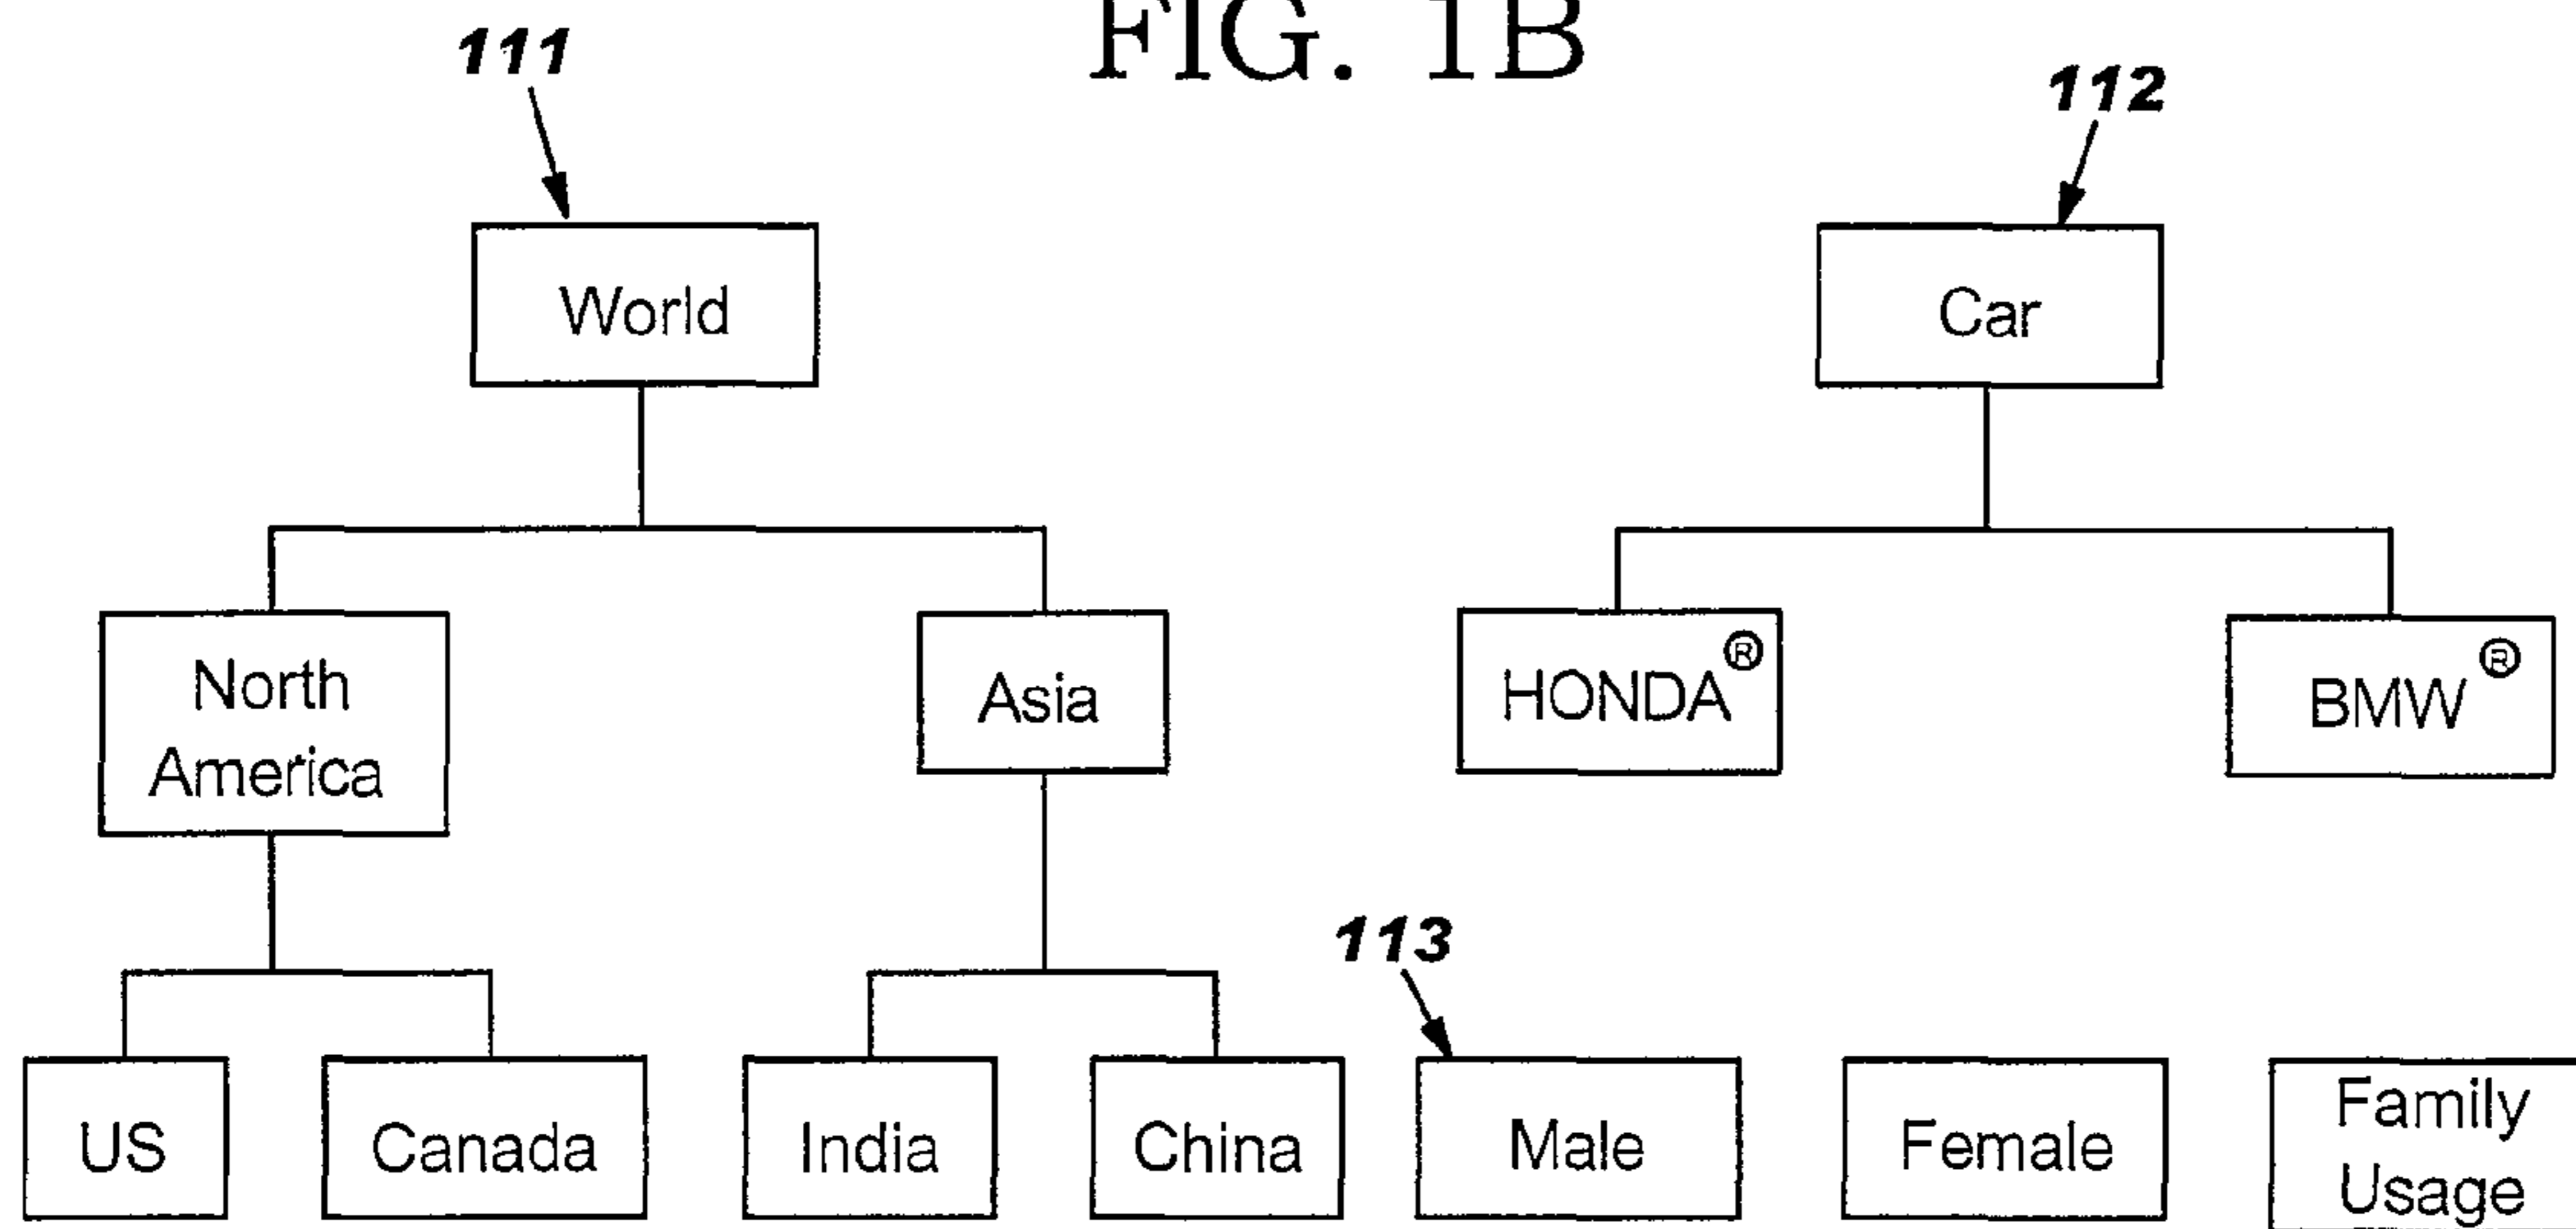 FIG. 1B
111
112
World
Car
North
America
Asia
HONDA®
BMW®
113
US
Canada
India
China
Male
Female
Family
Usage